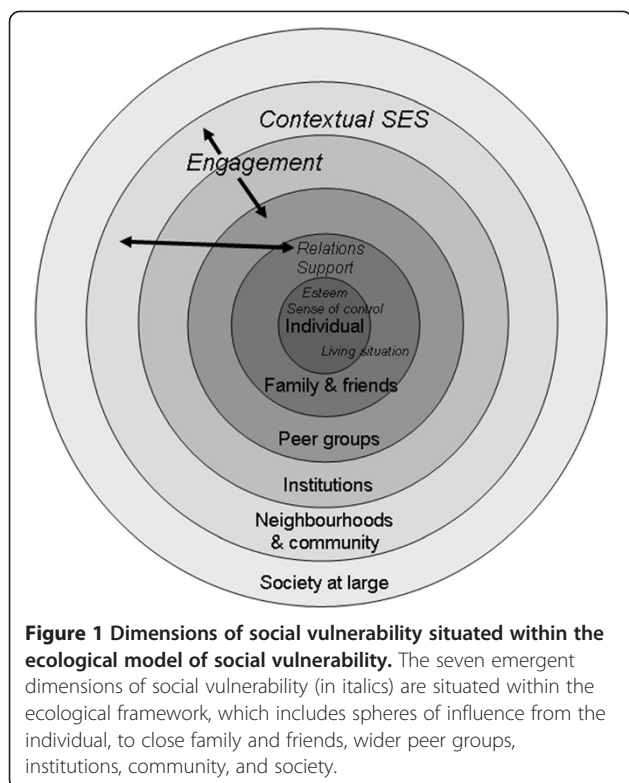 Contextual SES
Engagement
Relations
Support
Esteem
Sense of control
Individual
Living situation
Family & friends
Peer groups
Institutions
Neighbourhoods
& community
Society at large
Figure 1 Dimensions of social vulnerability situated within the
ecological model of social vulnerability. The seven emergent
dimensions of social vulnerability (in italics) are situated within the
ecological framework, which includes spheres of influence from the
individual, to close family and friends, wider peer groups,
institutions, community, and society.